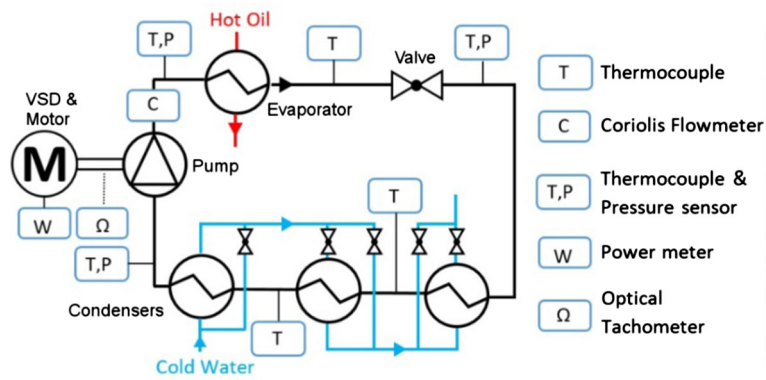 Hot Oil
T,P
T
Valve
T,P
T
Thermocouple
VSD &
Motor
C
Evaporator
C
Coriolis Flowmeter
M
Pump
T,P
Thermocouple &
Pressure sensor
W
Ω
T
T,P
W
Power meter
Condensers
T
Ω
Optical
Tachometer
Cold Water